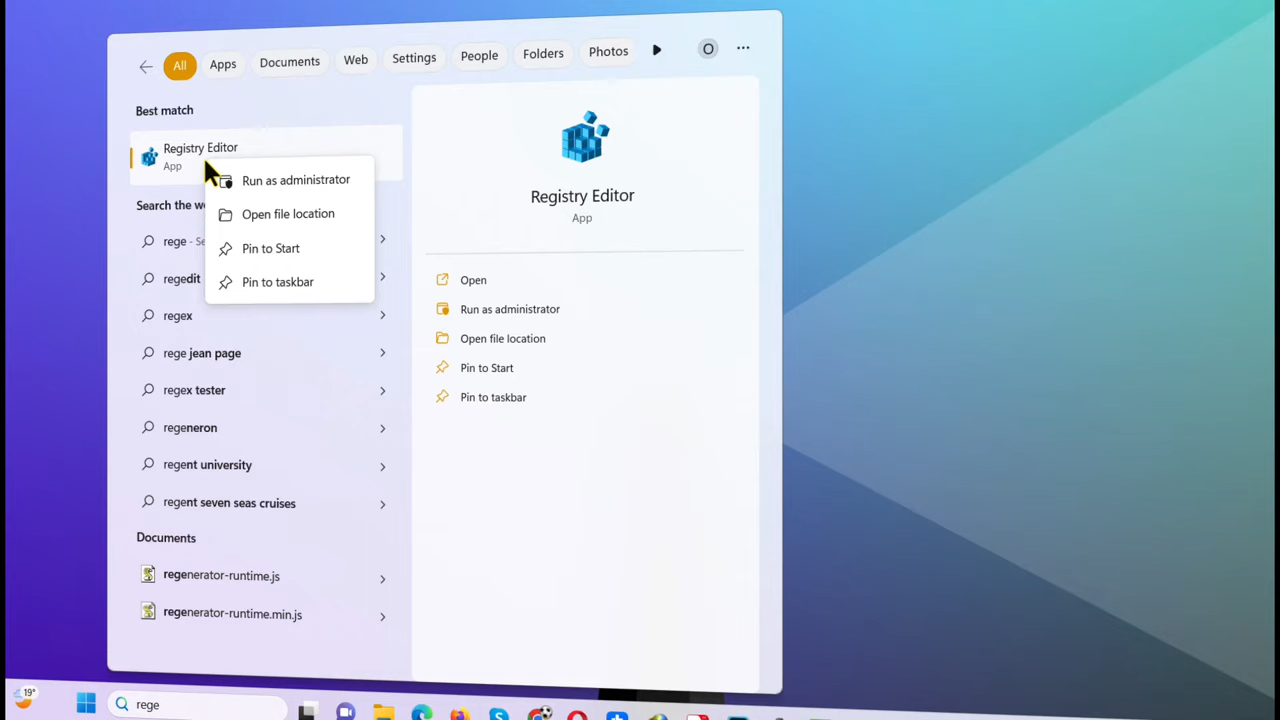 All
Apps
Documents
Web
Settings
People
Folders
Photos
O
Best match
Registry Editor
App
Run as administrator
Open file location
Pin to Start
Pin to taskbar
Search the we
rege - Se
regedit
regex
rege jean page
regex tester
regeneron
regent university
regent seven seas cruises
Documents
regenerator-runtime.js
regenerator-runtime.min.js
Registry Editor
App
Open
Run as administrator
Open file location
Pin to Start
Pin to taskbar
19°
rege